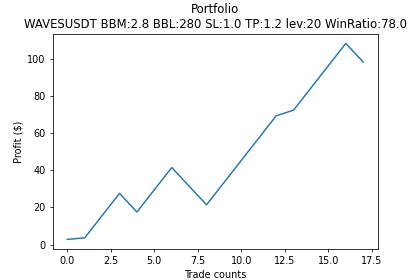 Portfolio
WAVESUSDT BBM:2.8 BBL:280 SL:1.0 TP:1.2 lev:20 WinRatio:78.0
100
80
60
40
20
0
Profit ($)
0.0 2.5 5.0 7.5 10.0 12.5 15.0 17.5
Trade counts